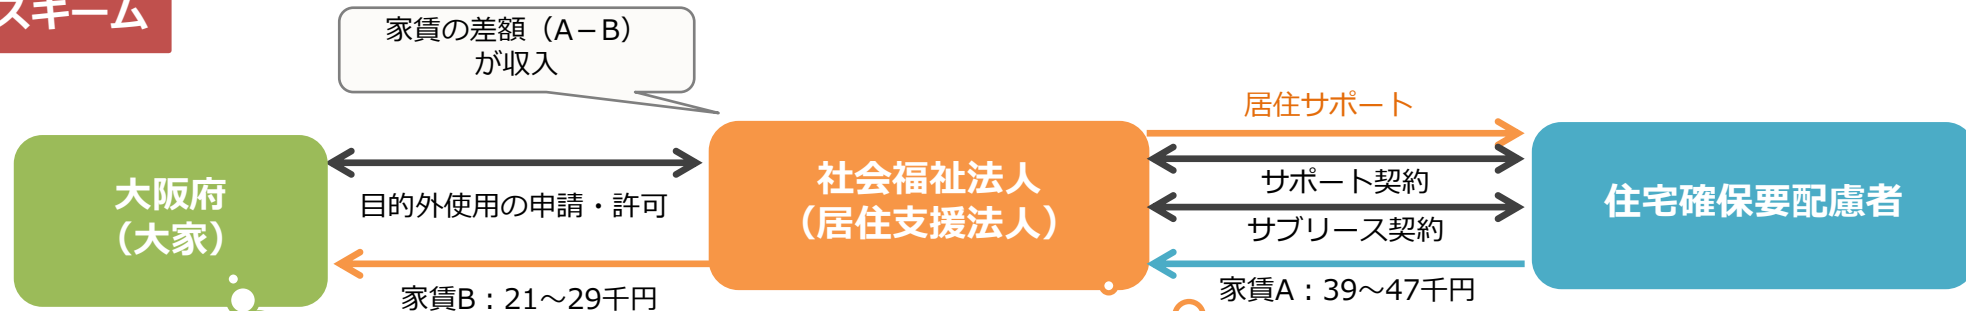 スキーム
家賃の差額（A－B）
が収入
居住サポート
大阪府
（大家）
目的外使用の申請・許可
家賃B：21～29千円
社会福祉法人
（居住支援法人）
サポート契約
サブリース契約
家賃A：39～47千円
住宅確保要配慮者